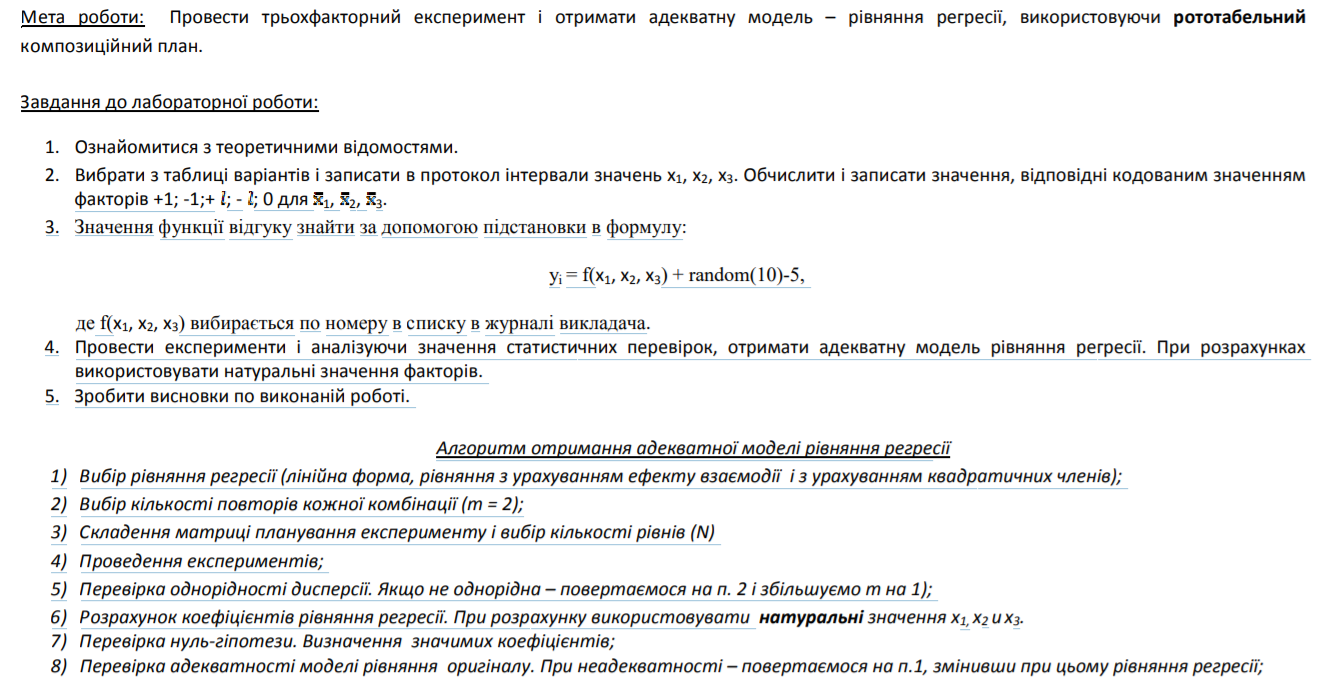 Мета роботи: Провести трьохфакторний експеримент і отримати адекватну модель – рівняння регресії, використовуючи рототабельний
композиційний план.
Завдання до лабораторної роботи:
1. Ознайомитися з теоретичними відомостями.
2. Вибрати з таблиці варіантів і записати в протокол інтервали значень x₁, x₂, x₃. Обчислити і записати значення, відповідні кодованим значенням
факторів +1; -1;+ l; - l; 0 для x̅₁, x̅₂, x̅₃.
3. Значення функції відгуку знайти за допомогою підстановки в формулу:
yᵢ = f(x₁, x₂, x₃) + random(10)-5,
де f(x₁, x₂, x₃) вибирається по номеру в списку в журналі викладача.
4. Провести експерименти і аналізуючи значення статистичних перевірок, отримати адекватну модель рівняння регресії. При розрахунках
використовувати натуральні значення факторів.
5. Зробити висновки по виконаній роботі.
Алгоритм отримання адекватної моделі рівняння регресії
1) Вибір рівняння регресії (лінійна форма, рівняння з урахуванням ефекту взаємодії і з урахуванням квадратичних членів);
2) Вибір кількості повторів кожної комбінації (m = 2);
3) Складення матриці планування експерименту і вибір кількості рівнів (N)
4) Проведення експериментів;
5) Перевірка однорідності дисперсії. Якщо не однорідна – повертаємося на п. 2 і збільшуємо m на 1);
6) Розрахунок коефіцієнтів рівняння регресії. При розрахунку використовувати натуральні значення x₁, x₂ и x₃.
7) Перевірка нуль-гіпотези. Визначення значимих коефіцієнтів;
8) Перевірка адекватності моделі рівняння оригіналу. При неадекватності – повертаємося на п.1, змінивши при цьому рівняння регресії;